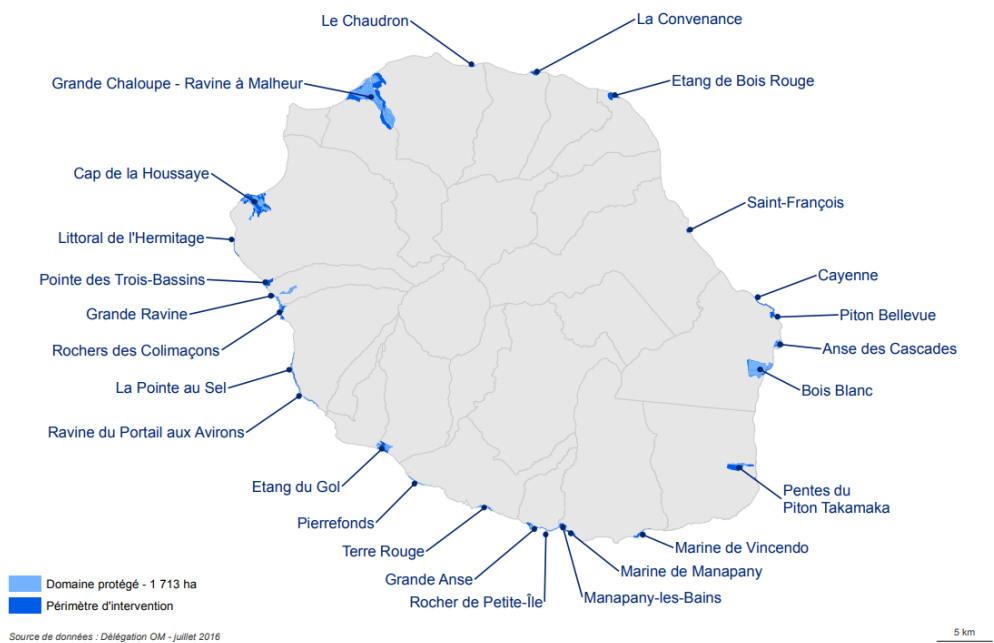 Le Chaudron
La Convenance
Grande Chaloupe - Ravine à Malheur
Etang de Bois Rouge
Cap de la Houssaye
Saint-François
Littoral de l'Hermitage
Cayenne
Pointe des Trois-Bassins
Grande Ravine
Piton Bellevue
Rochers des Colimaçons
Anse des Cascades
La Pointe au Sel
Bois Blanc
Ravine du Portail aux Avirons
Etang du Gol
Pentes du
Piton Takamaka
Pierrefonds
Terre Rouge
Marine de Vincendo
Grande Anse
Marine de Manapany
Rocher de Petite-Île
Manapany-les-Bains
Domaine protégé - 1 713 ha
Périmètre d'intervention
Source de données : Délégation OM - juillet 2016
5 km